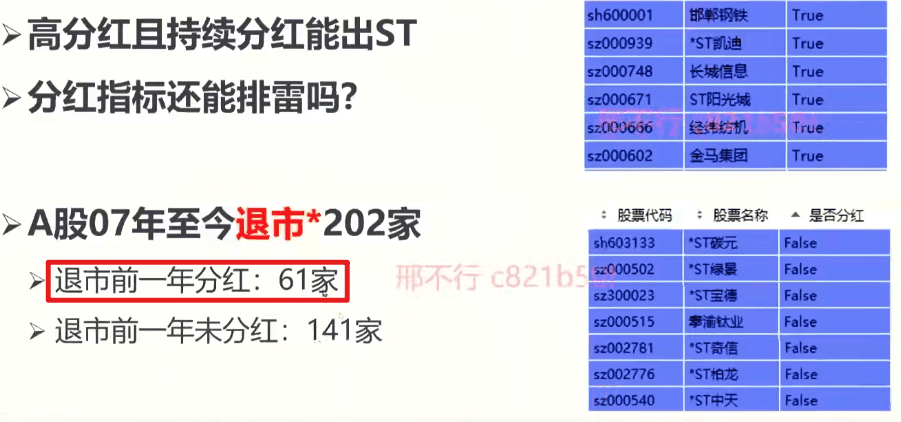 高分红且持续分红能出ST
分红指标还能排雷吗?
sh600001 邯郸钢铁 True
sz000939 *ST凯迪 True
sz000748 长城信息 True
sz000671 ST阳光城 True
sz000666 经纬纺机 True
sz000602 金马集团 True
A股07年至今退市*202家
退市前一年分红：61家
退市前一年未分红：141家
股票代码 股票名称 是否分红
sh603133 *ST碳元 False
sz000502 *ST绿景 False
sz300023 *ST宝德 False
sz000515 攀渝钛业 False
sz002781 *ST奇信 False
sz002776 *ST柏龙 False
sz000540 *ST中天 False
邢不行